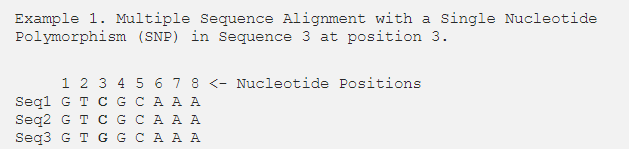 Example 1. Multiple Sequence Alignment with a Single Nucleotide
Polymorphism (SNP) in Sequence 3 at position 3.
1 2 3 4 5 6 7 8 <- Nucleotide Positions
Seq1 G T C G C A A A
Seq2 G T C G C A A A
Seq3 G T G G C A A A